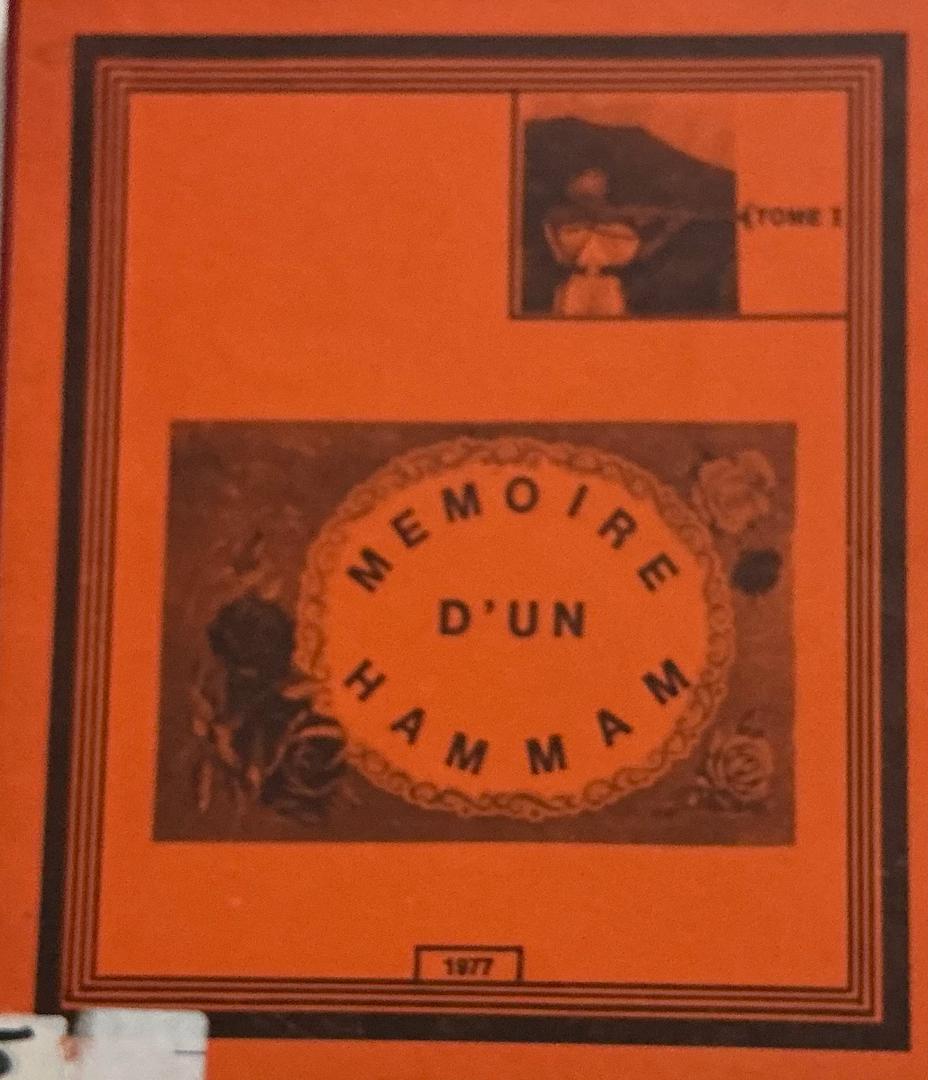 (TOME I
MEMOIRE
D'UN
HAMMAM
1977